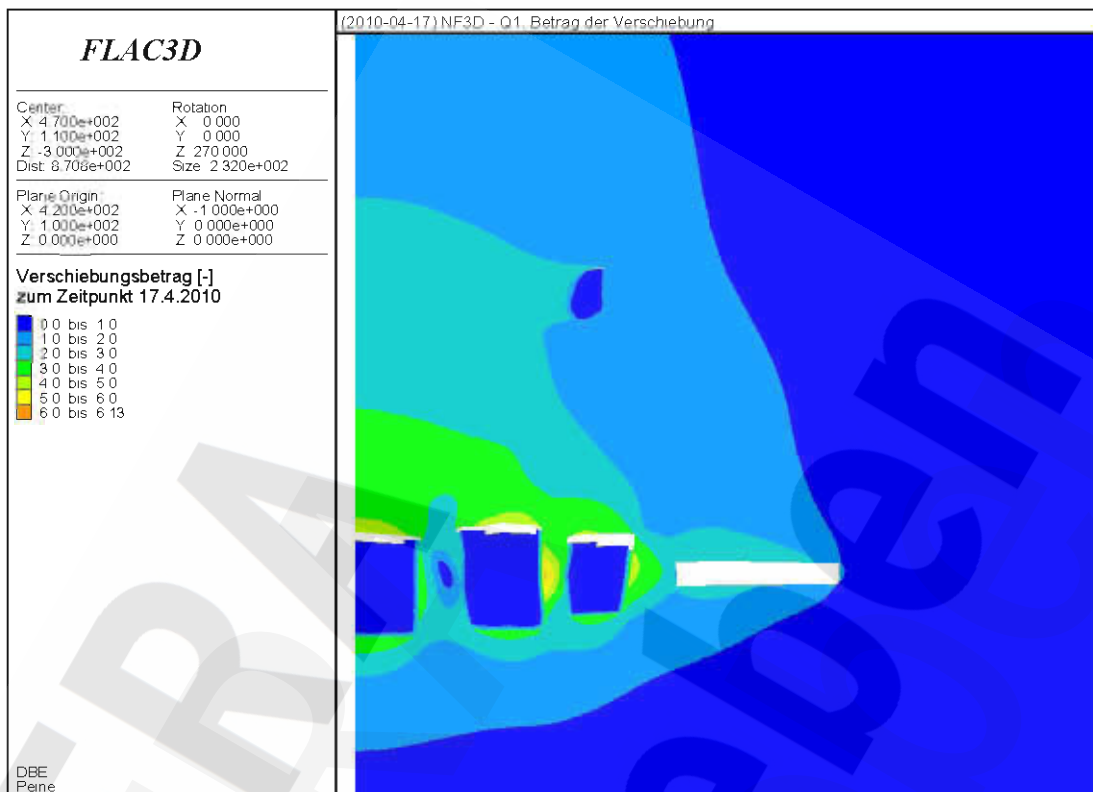 (2010-04-17) NF3D - Q1, Betrag der Verschiebung
FLAC3D
Center: Rotation
X: 4.700e+002 X: 0.000
Y: 1.100e+002 Y: 0.000
Z: -3.000e+002 Z: 270.000
Dist: 8.708e+002 Size: 2.320e+002
Plane Origin: Plane Normal
X: 4.200e+002 X: -1.000e+000
Y: 1.000e+002 Y: 0.000e+000
Z: 0.000e+000 Z: 0.000e+000
Verschiebungsbetrag [-]
zum Zeitpunkt 17.4.2010
0.0 bis 1.0
1.0 bis 2.0
2.0 bis 3.0
3.0 bis 4.0
4.0 bis 5.0
5.0 bis 6.0
6.0 bis 6.13
DBE
Peine